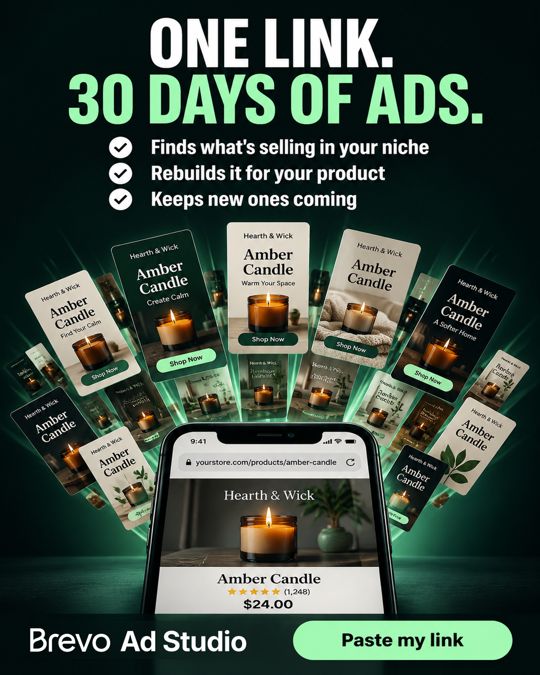 ONE LINK.
30 DAYS OF ADS.
Finds what's selling in your niche
Rebuilds it for your product
Keeps new ones coming
Hearth & Wick
Amber
Candle
Find Your Calm
Shop Now
Hearth & Wick
Amber
Candle
Create Calm
Shop Now
Hearth & Wick
Amber
Candle
Warm Your Space
Shop Now
Hearth & Wick
Amber
Candle
Shop Now
Hearth & Wick
Amber
Candle
A Softer Home
Shop Now
Hearth & Wick
Amber
Candle
Hearth & Wick
Amber
Candle
Hearth & Wick
Amber
Candle
Hearth & Wick
Amber
Candle
9:41
yourstore.com/products/amber-candle
Hearth & Wick
Amber Candle
(1,248)
$24.00
Brevo Ad Studio
Paste my link